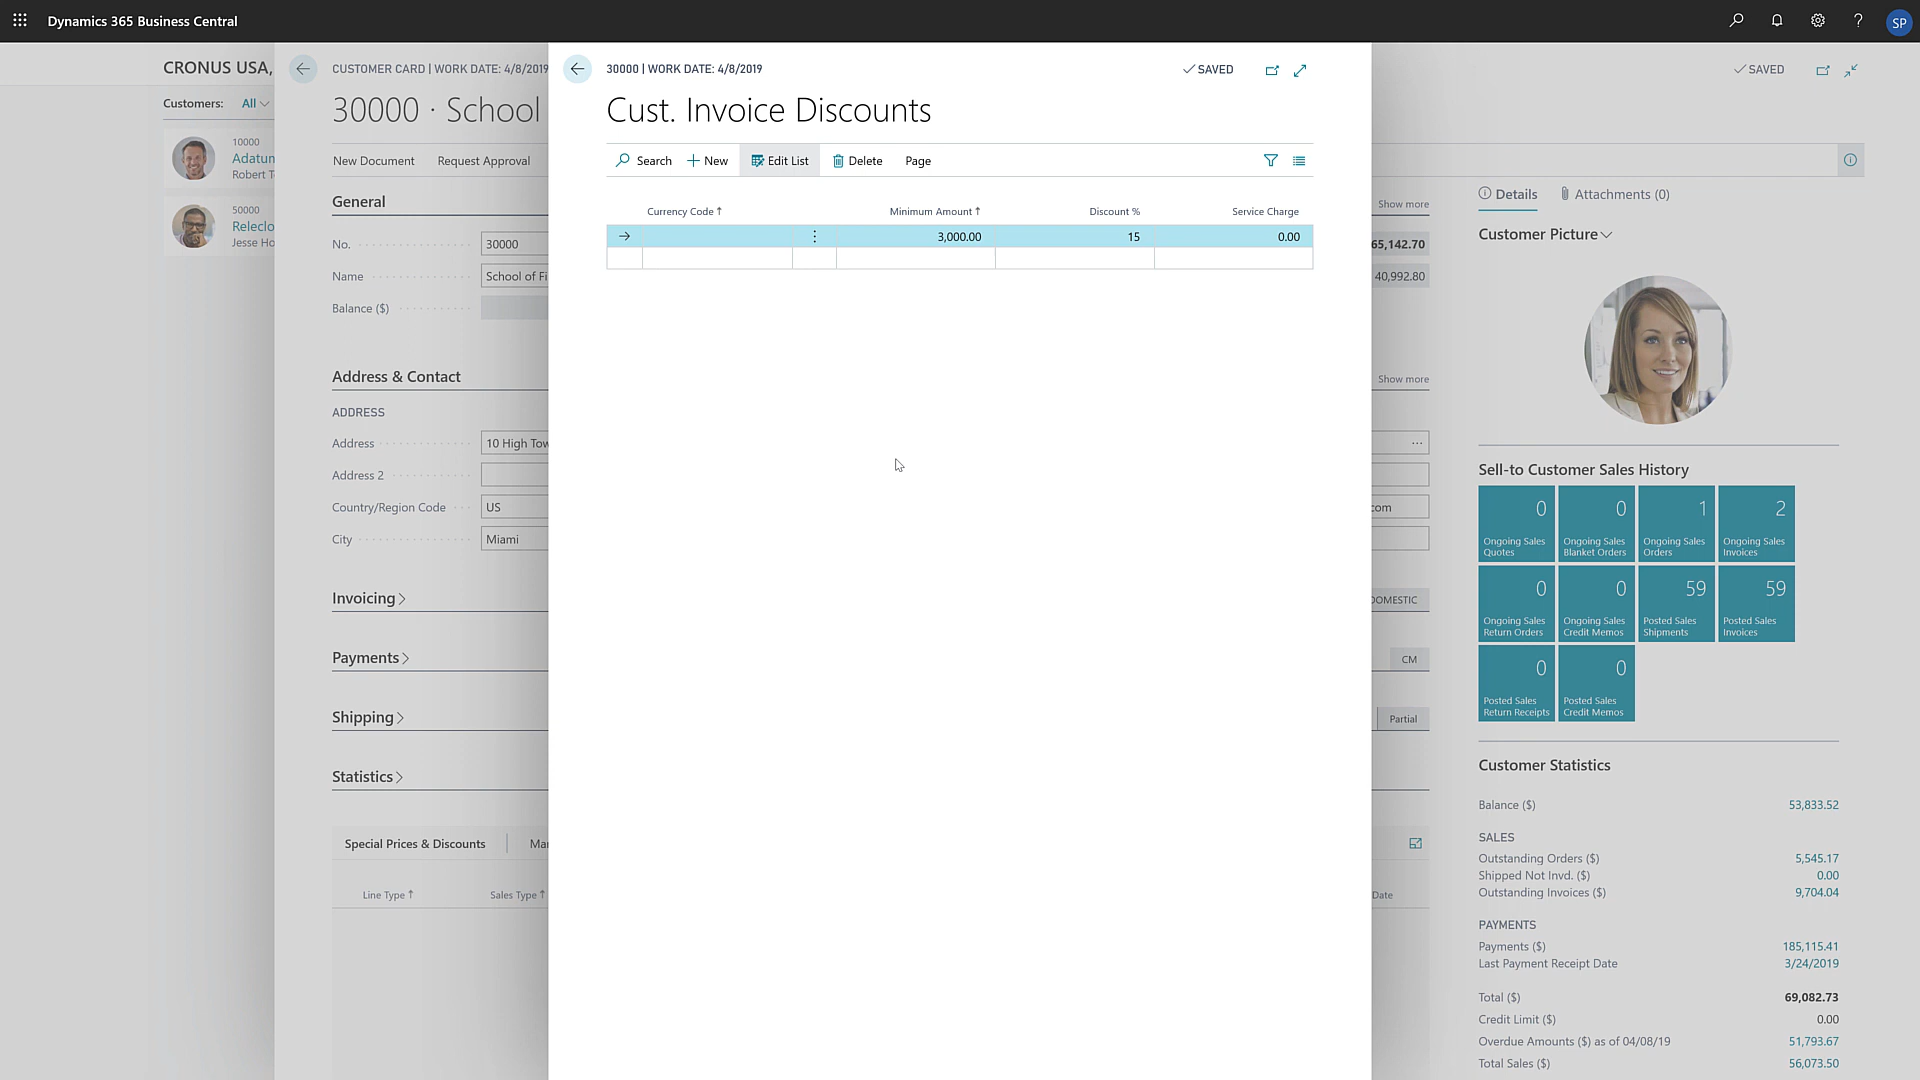 Dynamics 365 Business Central
?
SP
CRONUS USA,
Customers: All
10000
Adatum
Robert T
50000
Releclo
Jesse Ho
CUSTOMER CARD | WORK DATE: 4/8/2019
30000 · School
New Document Request Approval
General
No. 30000
Name School of Fi
Balance ($)
Address & Contact
ADDRESS
Address 10 High Tow
Address 2
Country/Region Code US
City Miami
Invoicing
Payments
Shipping
Statistics
Special Prices & Discounts Mar
Line Type Sales Type
30000 | WORK DATE: 4/8/2019
SAVED
Cust. Invoice Discounts
Search New Edit List Delete Page
Currency Code Minimum Amount Discount % Service Charge
3,000.00 15 0.00
SAVED
Show more
65,142.70
40,992.80
Show more
com
DOMESTIC
CM
Partial
Date
Details Attachments (0)
Customer Picture
Sell-to Customer Sales History
0 0 1 2
Ongoing Sales Quotes
Ongoing Sales Blanket Orders
Ongoing Sales Orders
Ongoing Sales Invoices
0 0 59 59
Ongoing Sales Return Orders
Ongoing Sales Credit Memos
Posted Sales Shipments
Posted Sales Invoices
0 0
Posted Sales Return Receipts
Posted Sales Credit Memos
Customer Statistics
Balance ($) 53,833.52
SALES
Outstanding Orders ($) 5,545.17
Shipped Not Invd. ($) 0.00
Outstanding Invoices ($) 9,704.04
PAYMENTS
Payments ($) 185,115.41
Last Payment Receipt Date 3/24/2019
Total ($) 69,082.73
Credit Limit ($) 0.00
Overdue Amounts ($) as of 04/08/19 51,793.67
Total Sales ($) 56,073.50